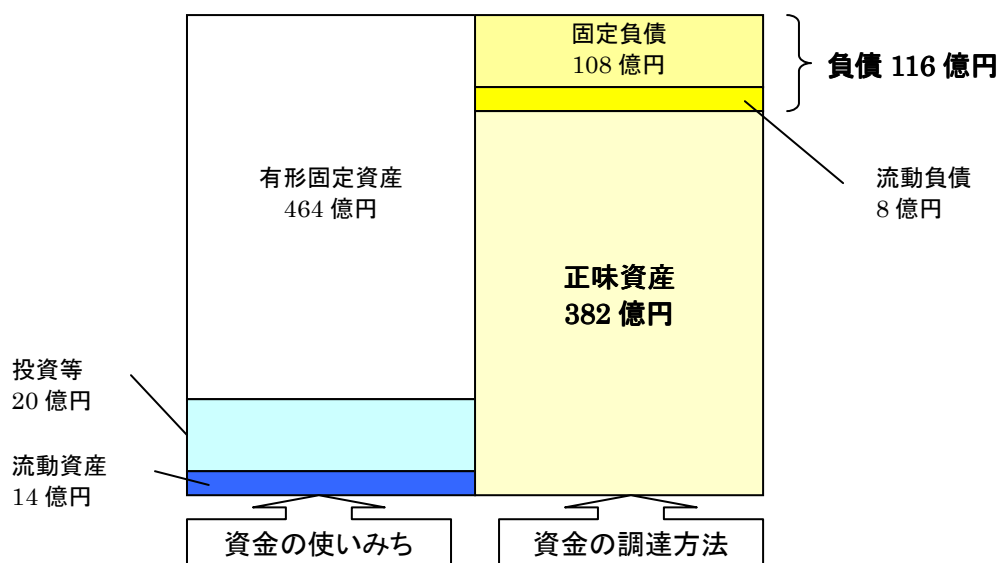 固定負債
108 億円
負債 116 億円
有形固定資産
464 億円
流動負債
8 億円
正味資産
382 億円
投資等
20 億円
流動資産
14 億円
資金の使いみち
資金の調達方法